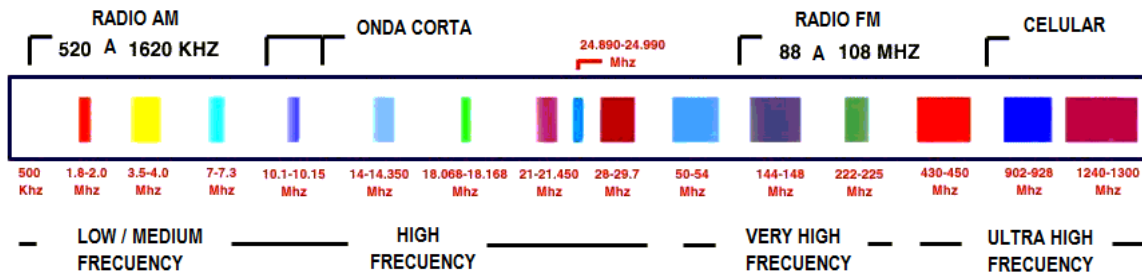 RADIO AM
520 A 1620 KHZ
ONDA CORTA
24.890-24.990
Mhz
RADIO FM
88 A 108 MHZ
CELULAR
500
Khz
1.8-2.0
Mhz
3.5-4.0
Mhz
7-7.3
Mhz
10.1-10.15
Mhz
14-14.350
Mhz
18.068-18.168
Mhz
21-21.450
Mhz
28-29.7
Mhz
50-54
Mhz
144-148
Mhz
222-225
Mhz
430-450
Mhz
902-928
Mhz
1240-1300
Mhz
LOW / MEDIUM
FRECUENCY
HIGH
FRECUENCY
VERY HIGH
FRECUENCY
ULTRA HIGH
FRECUENCY